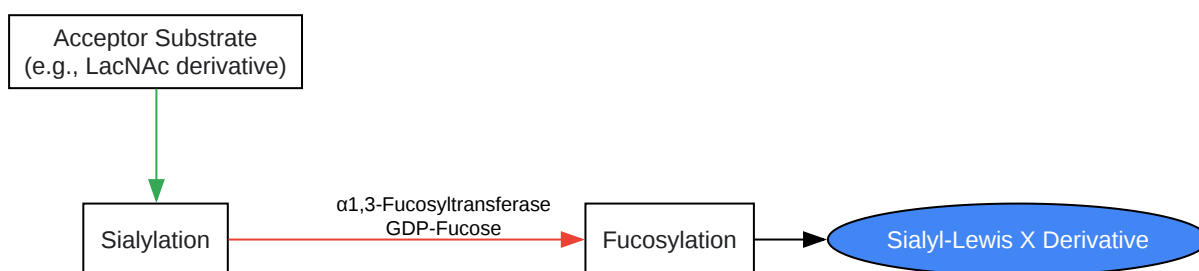 Acceptor Substrate
(e.g., LacNAc derivative)
α1,3-Fucosyltransferase
GDP-Fucose
Sialylation
Fucosylation
Sialyl-Lewis X Derivative